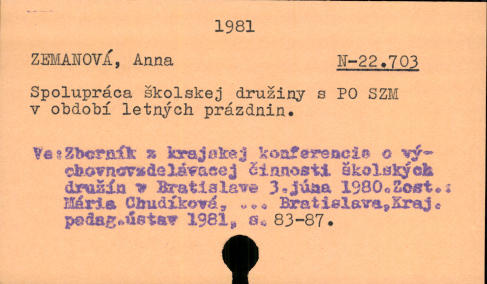 1981
ZEMANOVÁ, Anna N-22.703
Spolupráca školskej družiny s PO SZM
v období letných prázdnin.
Ve:Zborník z krajskej konferencie o vý-
chovnovzdelávacej činnosti školských
družín v Bratislave 3.júna 1980.Zost.:
Mária Chudíková, ... Bratislava,Kraj.
pedag.ústav 1981, s. 83-87.